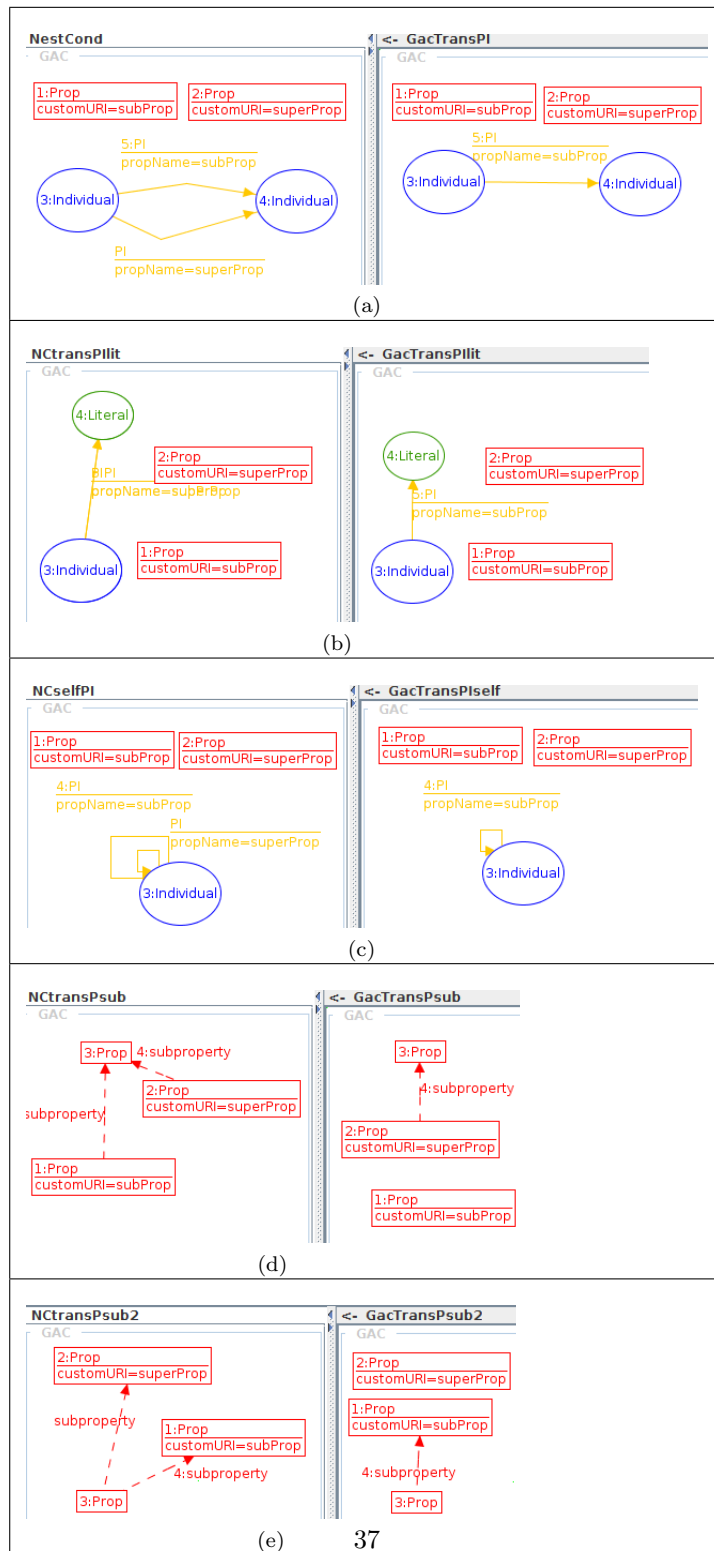 NestCond
<- GacTransPI
GAC
GAC
1:Prop
customURI=subProp
2:Prop
customURI=superProp
1:Prop
customURI=subProp
2:Prop
customURI=superProp
5:PI
propName=subProp
3:Individual
4:Individual
PI
propName=superProp
5:PI
propName=subProp
3:Individual
4:Individual
(a)
NCtransPIlit
<- GacTransPIlit
GAC
GAC
4:Literal
2:Prop
customURI=superProp
1:Prop
customURI=subProp
3:Individual
4:Literal
2:Prop
customURI=superProp
5:PI
propName=subProp
1:Prop
customURI=subProp
3:Individual
(b)
NCselfPI
<- GacTransPIself
GAC
GAC
1:Prop
customURI=subProp
2:Prop
customURI=superProp
1:Prop
customURI=subProp
2:Prop
customURI=superProp
4:PI
propName=subProp
PI
propName=superProp
3:Individual
4:PI
propName=subProp
3:Individual
(c)
NCtransPsub
<- GacTransPsub
GAC
GAC
3:Prop
4:subproperty
2:Prop
customURI=superProp
subproperty
1:Prop
customURI=subProp
3:Prop
4:subproperty
2:Prop
customURI=superProp
1:Prop
customURI=subProp
(d)
NCtransPsub2
<- GacTransPsub2
GAC
GAC
2:Prop
customURI=superProp
subproperty
1:Prop
customURI=subProp
4:subproperty
3:Prop
2:Prop
customURI=superProp
1:Prop
customURI=subProp
4:subproperty
3:Prop
(e)
37